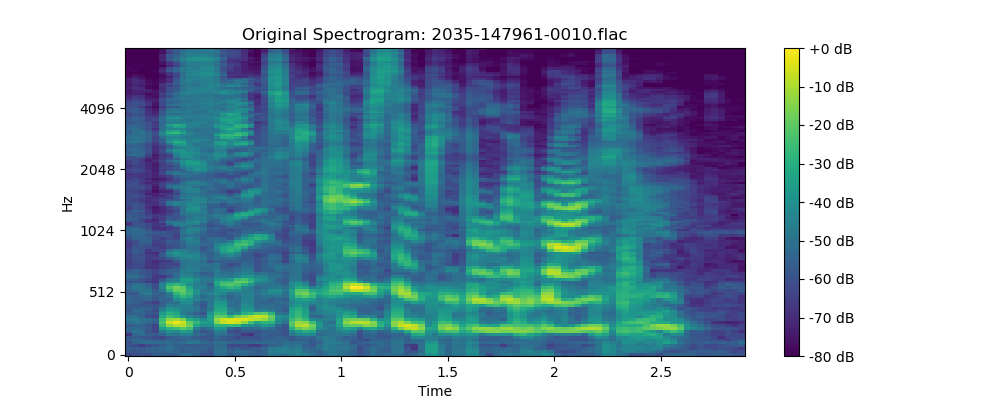 Original Spectrogram: 2035-147961-0010.flac
Hz
4096
2048
1024
512
0
0 0.5 1 1.5 2 2.5
Time
+0 dB
-10 dB
-20 dB
-30 dB
-40 dB
-50 dB
-60 dB
-70 dB
-80 dB